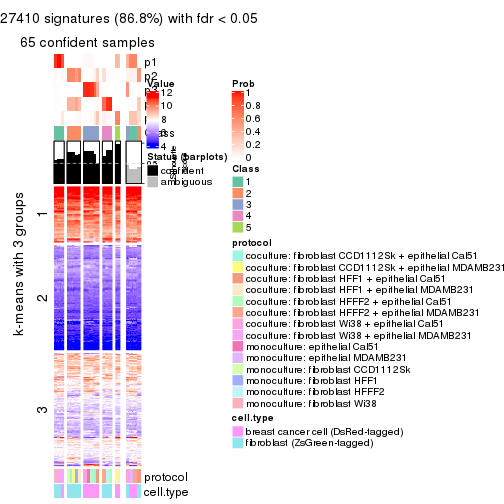 27410 signatures (86.8%) with fdr < 0.05
65 confident samples
p1
p2
Value
12
10
8
6
4
Status (barplots)
confident
ambiguous
k-means with 3 groups
1
2
3
protocol
cell.type
Prob
1
0.8
0.6
0.4
0.2
0
Class
1
2
3
4
5
protocol
coculture: fibroblast CCD1112Sk + epithelial Cal51
coculture: fibroblast CCD1112Sk + epithelial MDAMB231
coculture: fibroblast HFF1 + epithelial Cal51
coculture: fibroblast HFF1 + epithelial MDAMB231
coculture: fibroblast HFFF2 + epithelial Cal51
coculture: fibroblast HFFF2 + epithelial MDAMB231
coculture: fibroblast Wi38 + epithelial Cal51
coculture: fibroblast Wi38 + epithelial MDAMB231
monoculture: epithelial Cal51
monoculture: epithelial MDAMB231
monoculture: fibroblast CCD1112Sk
monoculture: fibroblast HFF1
monoculture: fibroblast HFFF2
monoculture: fibroblast Wi38
cell.type
breast cancer cell (DsRed-tagged)
fibroblast (ZsGreen-tagged)